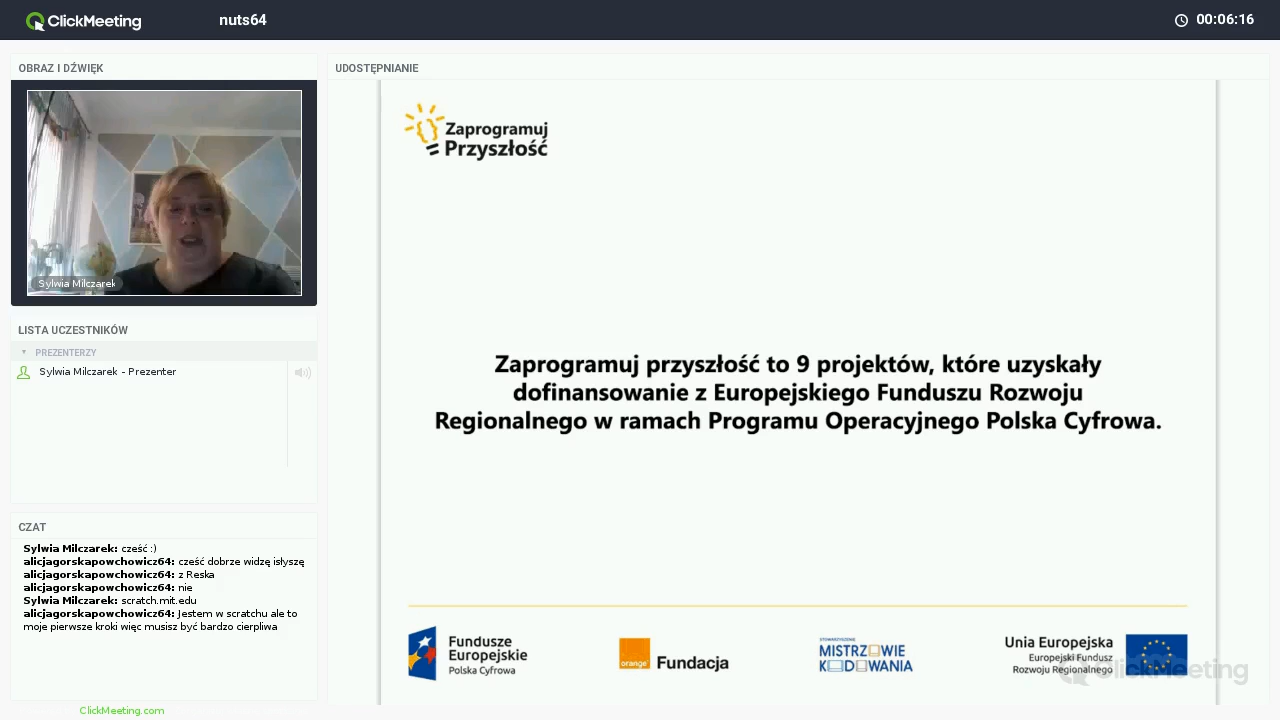 ClickMeeting
nuts64
00:06:16
OBRAZ I DŹWIĘK
Sylwia Milczarek
LISTA UCZESTNIKÓW
PREZENTERZY
Sylwia Milczarek - Prezenter
CZAT
Sylwia Milczarek: cześć :)
alicjagorskapowchowicz64: cześć dobrze widzę isłyszę
alicjagorskapowchowicz64: z Reska
alicjagorskapowchowicz64: nie
Sylwia Milczarek: scratch.mit.edu
alicjagorskapowchowicz64: Jestem w scratchu ale to
moje pierwsze kroki więc musisz być bardzo cierpliwa
ClickMeeting.com
UDOSTĘPNIANIE
Zaprogramuj
Przyszłość
Zaprogramuj przyszłość to 9 projektów, które uzyskały
dofinansowanie z Europejskiego Funduszu Rozwoju
Regionalnego w ramach Programu Operacyjnego Polska Cyfrowa.
Fundusze
Europejskie
Polska Cyfrowa
orange
Fundacja
STOWARZYSZENIE
MISTRZOWIE
KODOWANIA
Unia Europejska
Europejski Fundusz
Rozwoju Regionalnego
ClickMeeting